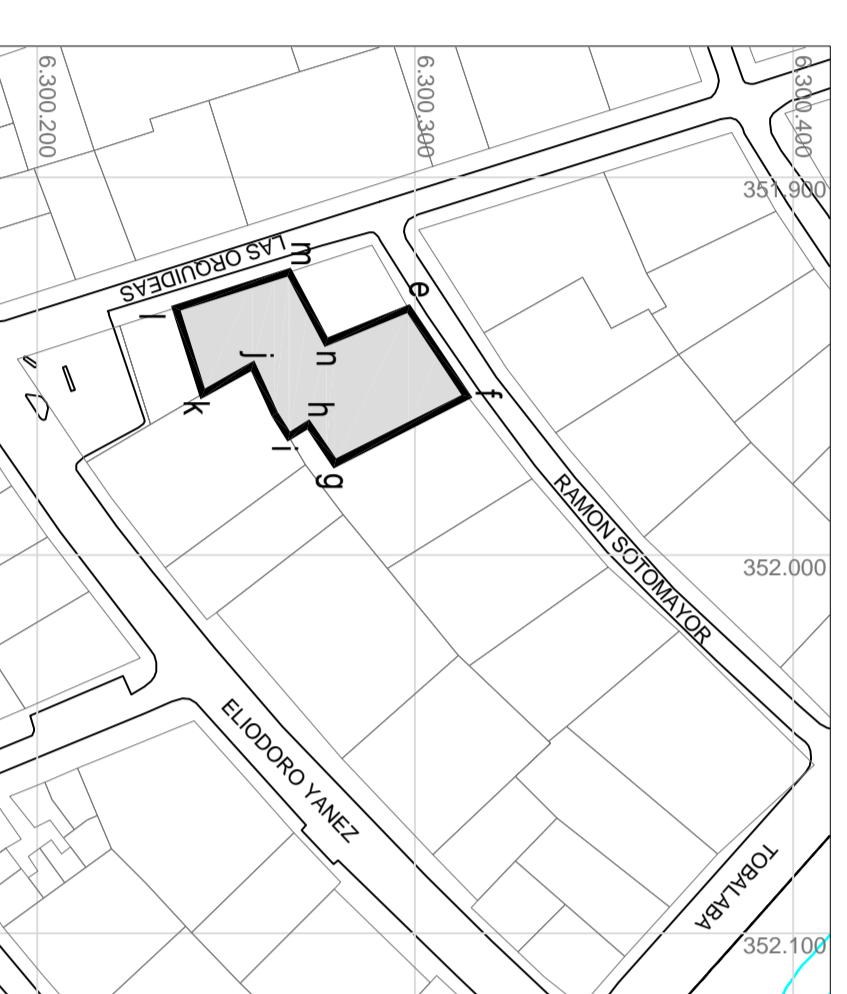 6.300.200
6.300.300
6.300.400
351.900
LAS ORQUIDEAS
m
e
l
j
n
f
k
h
i
g
RAMON SOTOMAYOR
352.000
ELIODORO YANEZ
TOBALABA
352.100